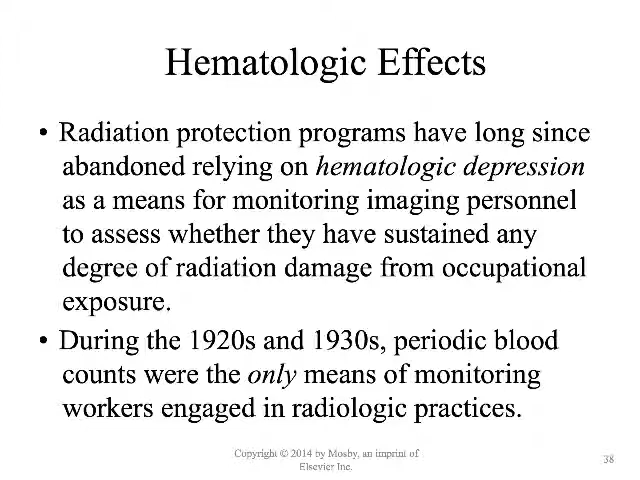 Hematologic Effects
• Radiation protection programs have long since
abandoned relying on hematologic depression
as a means for monitoring imaging personnel
to assess whether they have sustained any
degree of radiation damage from occupational
exposure.
• During the 1920s and 1930s, periodic blood
counts were the only means of monitoring
workers engaged in radiologic practices.
Copyright © 2014 by Mosby, an imprint of
Elsevier Inc.
38